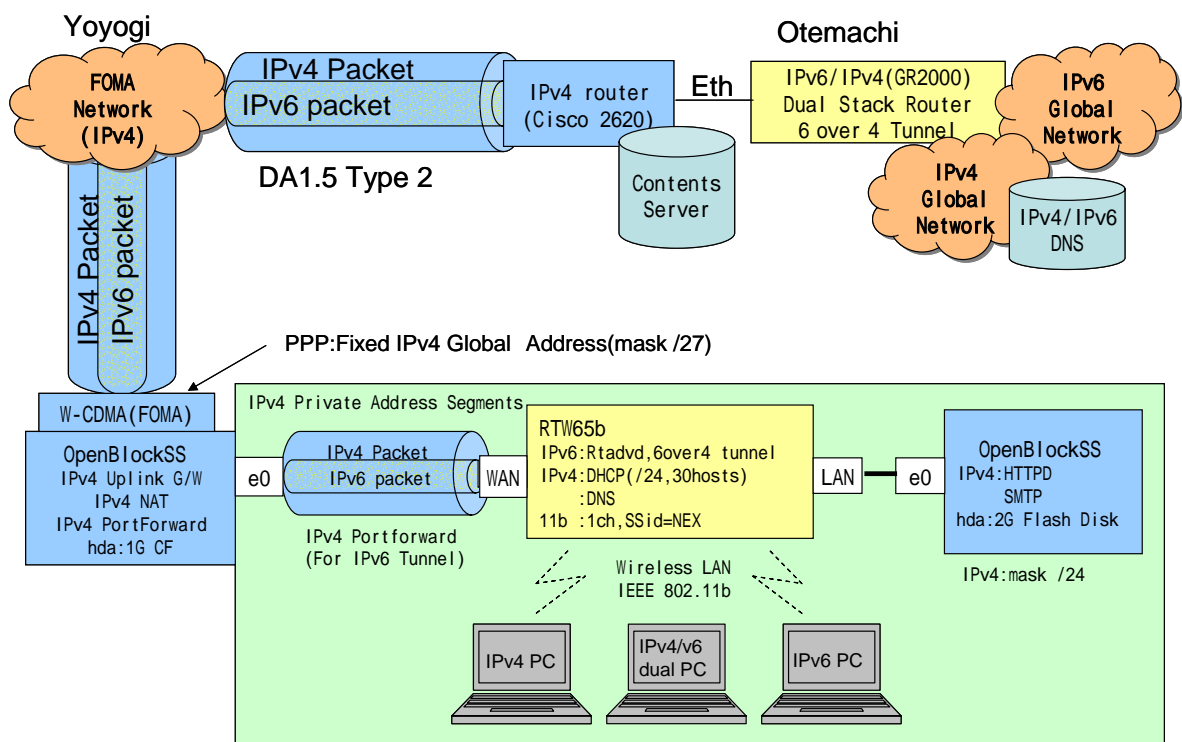 Yoyogi
Otemachi
FOMA
Network
(IPv4)
IPv4 Packet
IPv6 packet
DA1.5 Type 2
IPv4 router
(Cisco 2620)
Eth
Contents
Server
IPv6/IPv4(GR2000)
Dual Stack Router
6 over 4 Tunnel
IPv6
Global
Network
IPv4
Global
Network
IPv4/IPv6
DNS
IPv4 Packet
IPv6 packet
PPP:Fixed IPv4 Global Address(mask /27)
W-CDMA(FOMA)
OpenBlockSS
IPv4 Uplink G/W
IPv4 NAT
IPv4 PortForward
hda:1G CF
IPv4 Private Address Segments
e0
IPv4 Packet
IPv6 packet
WAN
IPv4 Portforward
(For IPv6 Tunnel)
RTW65b
IPv6:Rtadvd,6over4 tunnel
IPv4:DHCP(/24,30hosts)
:DNS
11b :1ch,SSid=NEX
LAN
e0
OpenBlockSS
IPv4:HTTPD
SMTP
hda:2G Flash Disk
IPv4:mask /24
Wireless LAN
IEEE 802.11b
IPv4 PC
IPv4/v6
dual PC
IPv6 PC